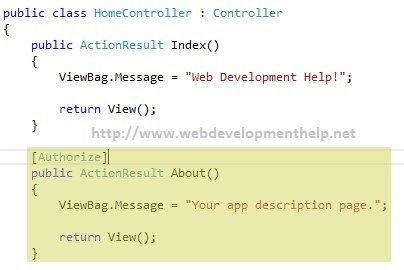 public class HomeController : Controller
{
public ActionResult Index()
{
ViewBag.Message = "Web Development Help!";
return View();
}
http://www.webdevelopmenthelp.net
[Authorize]
public ActionResult About()
{
ViewBag.Message = "Your app description page.";
return View();
}